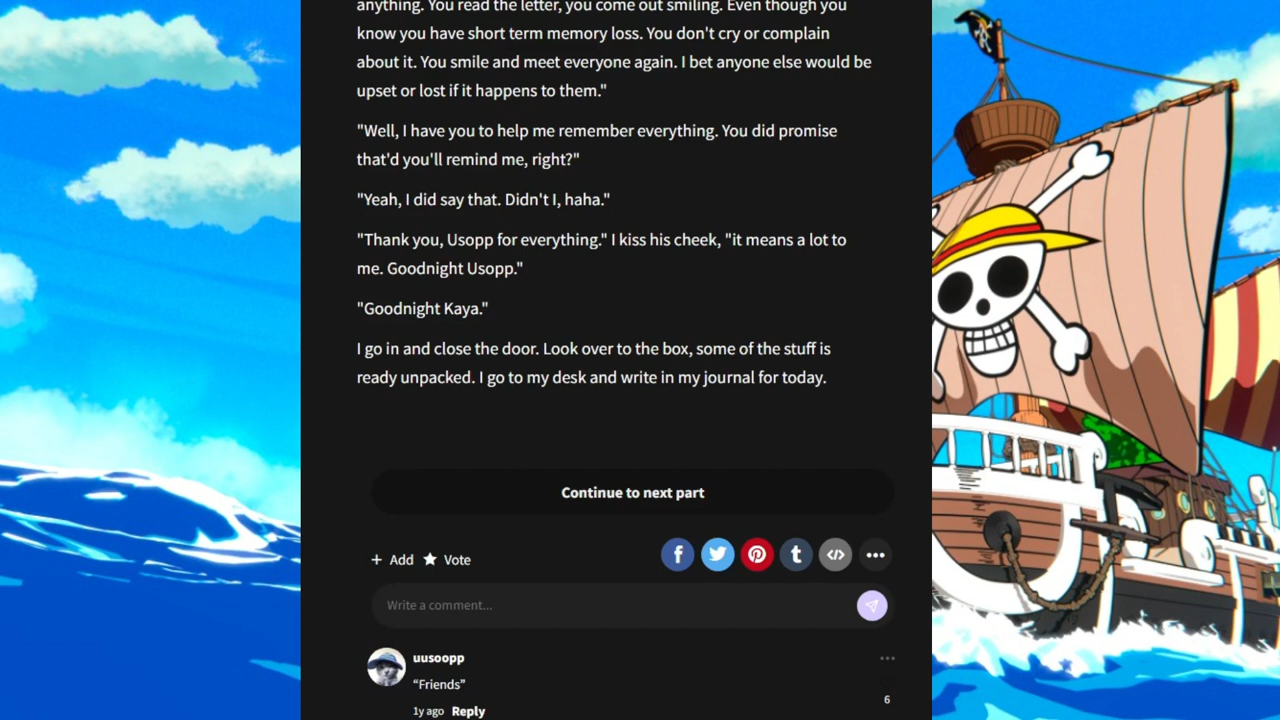 anything. You read the letter, you come out smiling. Even though you
know you have short term memory loss. You don't cry or complain
about it. You smile and meet everyone again. I bet anyone else would be
upset or lost if it happens to them."
"Well, I have you to help me remember everything. You did promise
that'd you'll remind me, right?"
"Yeah, I did say that. Didn't I, haha."
"Thank you, Usopp for everything." I kiss his cheek, "it means a lot to
me. Goodnight Usopp."
"Goodnight Kaya."
I go in and close the door. Look over to the box, some of the stuff is
ready unpacked. I go to my desk and write in my journal for today.
Continue to next part
+ Add ★ Vote
Write a comment...
uusoopp
“Friends”
6
1y ago Reply